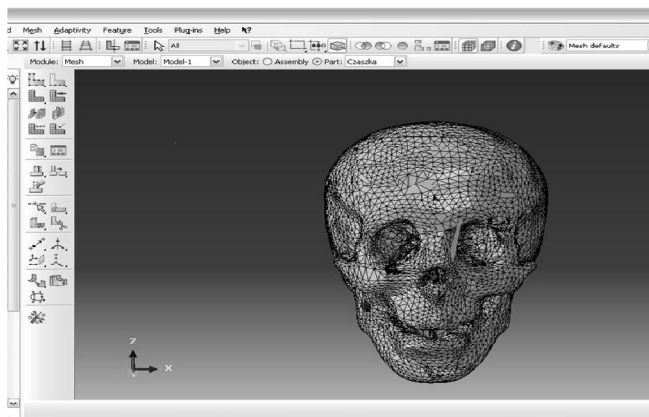 d Mesh Adaptivity Feature Tools Plug-ins Help k?
All Mesh defaults
Module: Mesh Model: Model-1 Object: Assembly Part: Czaszka
Z
X